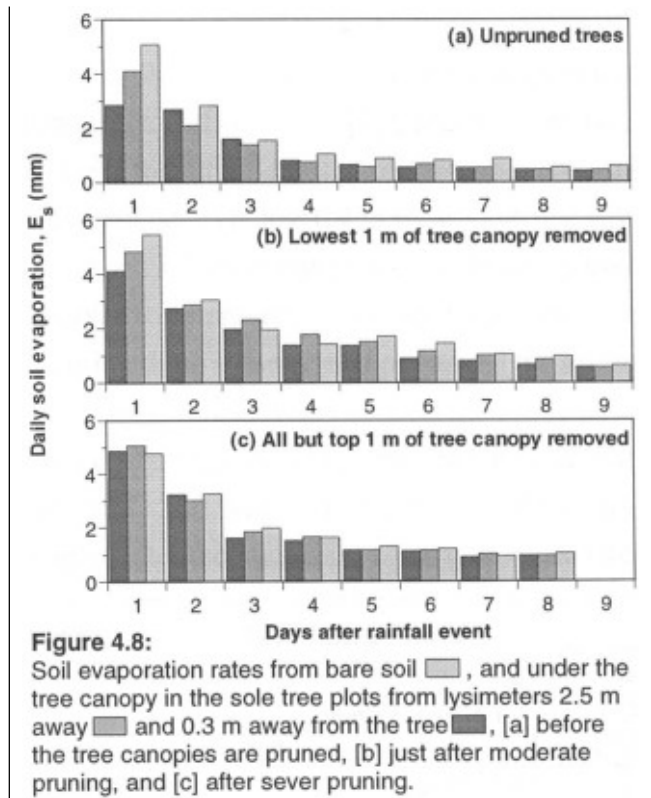 6
(a) Unpruned trees
4
2
0
1 2 3 4 5 6 7 8 9
Daily soil evaporation, Es (mm)
6
(b) Lowest 1 m of tree canopy removed
4
2
0
1 2 3 4 5 6 7 8 9
6
(c) All but top 1 m of tree canopy removed
4
2
0
1 2 3 4 5 6 7 8 9
Days after rainfall event
Figure 4.8:
Soil evaporation rates from bare soil , and under the
tree canopy in the sole tree plots from lysimeters 2.5 m
away and 0.3 m away from the tree , [a] before
the tree canopies are pruned, [b] just after moderate
pruning, and [c] after sever pruning.